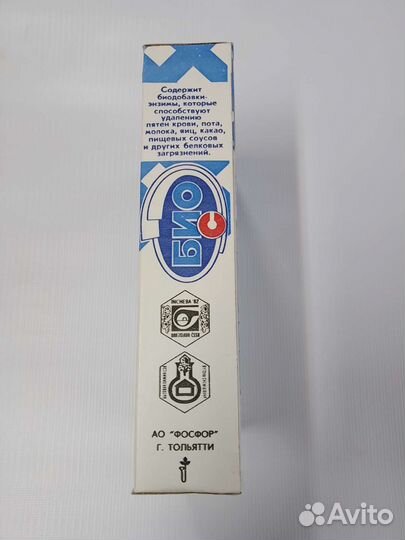 Содержит
биодобавки-
энзимы, которые
способствуют
удалению
пятен крови, пота,
молока, яиц, какао,
пищевых соусов
и других белковых
загрязнений.
БИО
С
АО "ФОСФОР"
Г. ТОЛЬЯТТИ
Avito